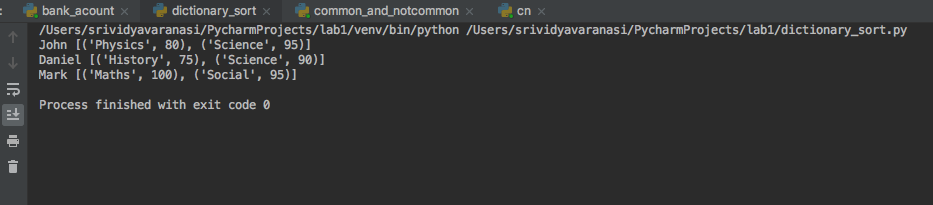 bank_acount dictionary_sort common_and_notcommon cn
/Users/srividyavaranasi/PycharmProjects/lab1/venv/bin/python /Users/srividyavaranasi/PycharmProjects/lab1/dictionary_sort.py
John [('Physics', 80), ('Science', 95)]
Daniel [('History', 75), ('Science', 90)]
Mark [('Maths', 100), ('Social', 95)]
Process finished with exit code 0